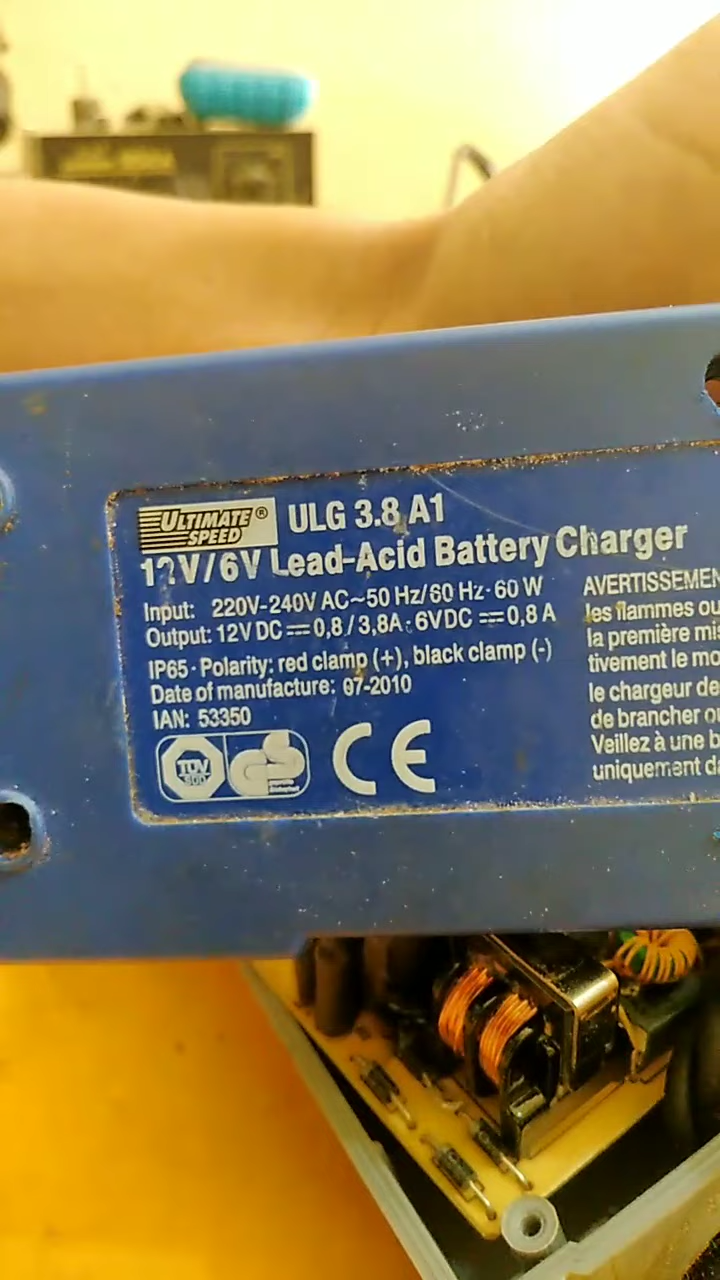 ULTIMATE SPEED®
ULG 3.8 A1
12V/6V Lead-Acid Battery Charger
Input: 220V-240V AC~50 Hz/60 Hz·60 W
Output: 12V DC ⎓ 0,8 / 3,8A · 6V DC ⎓ 0,8 A
IP65 · Polarity: red clamp (+), black clamp (-)
Date of manufacture: 07-2010
IAN: 53350
TÜV
SÜD
GS
CE
AVERTISSEMEN
les flammes ou
la première mis
tivement le mo
le chargeur de
de brancher ou
Veillez à une b
uniquement da